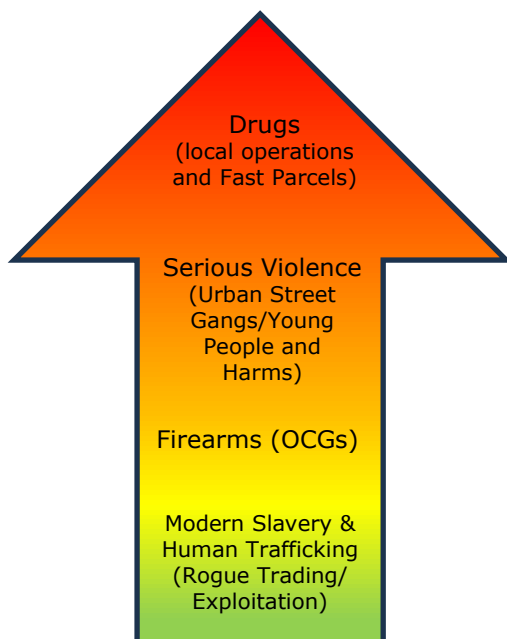 Drugs
(local operations
and Fast Parcels)
Serious Violence
(Urban Street
Gangs/Young
People and
Harms)
Firearms (OCGs)
Modern Slavery &
Human Trafficking
(Rogue Trading/
Exploitation)